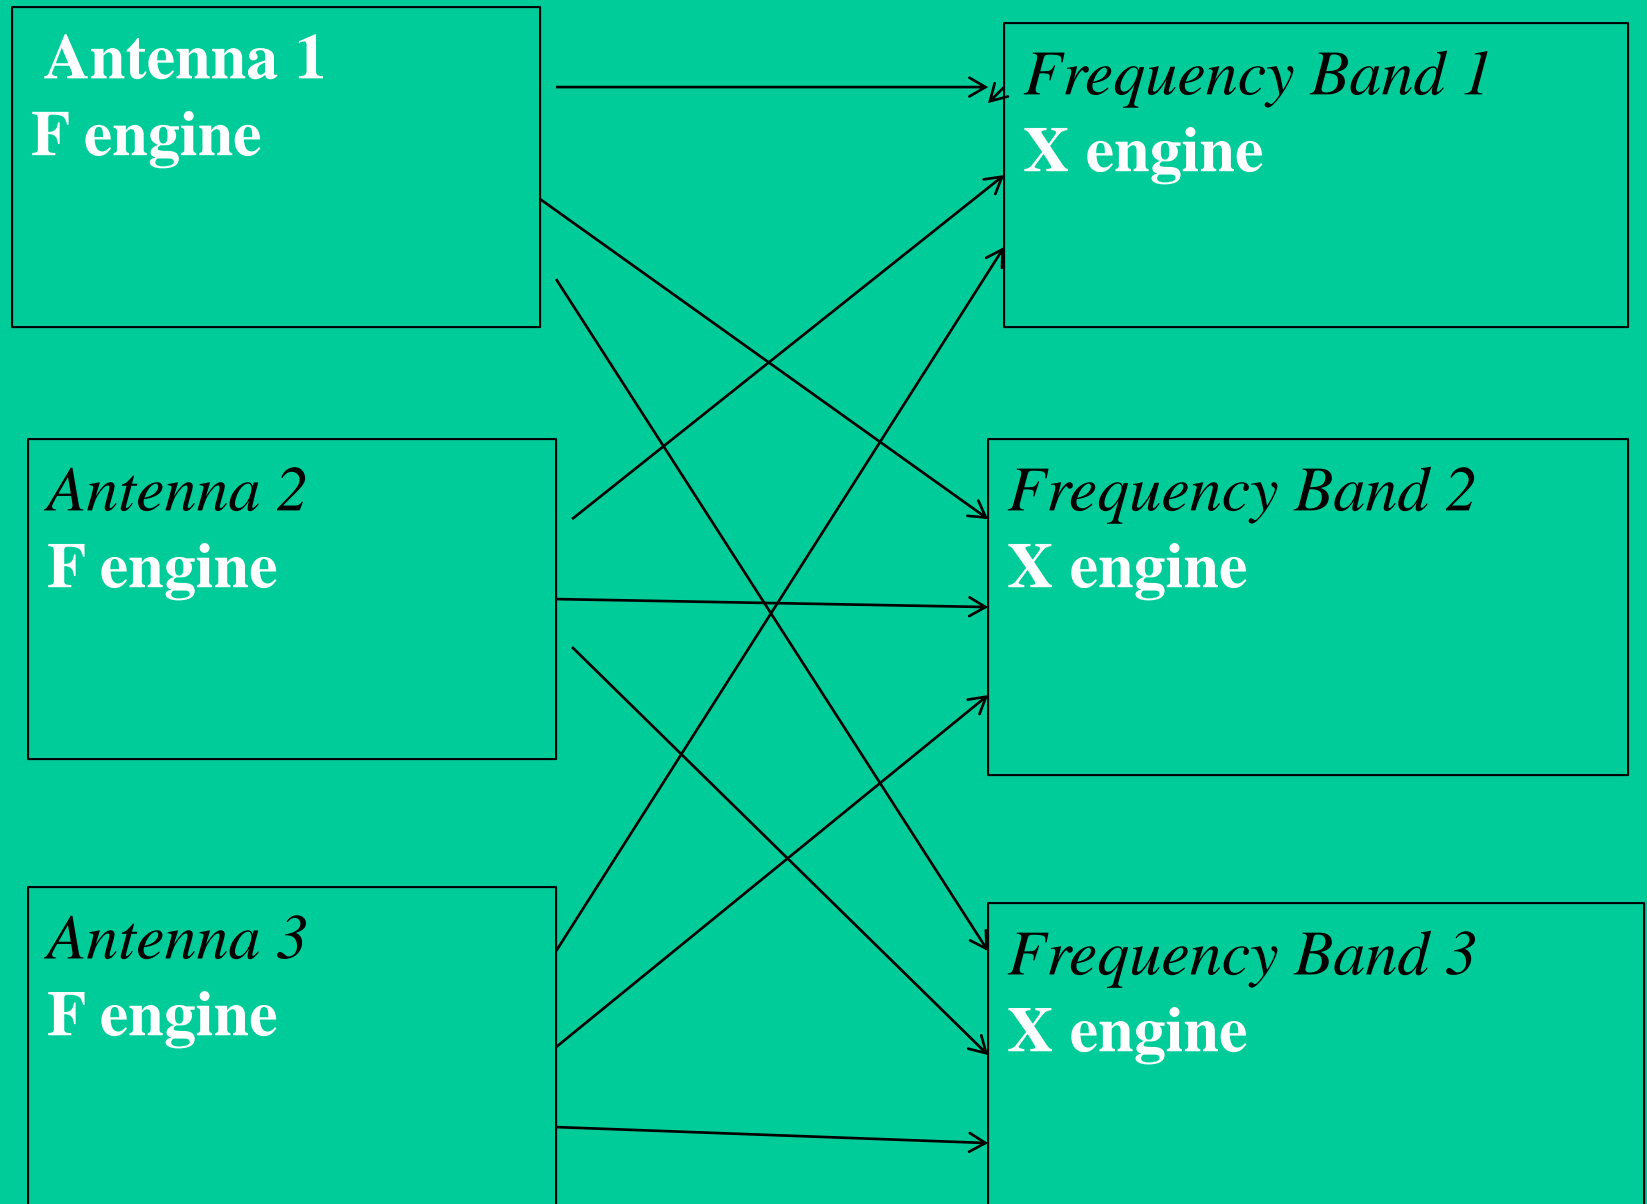 Antenna 1
F engine
Frequency Band 1
X engine
Antenna 2
F engine
Frequency Band 2
X engine
Antenna 3
F engine
Frequency Band 3
X engine